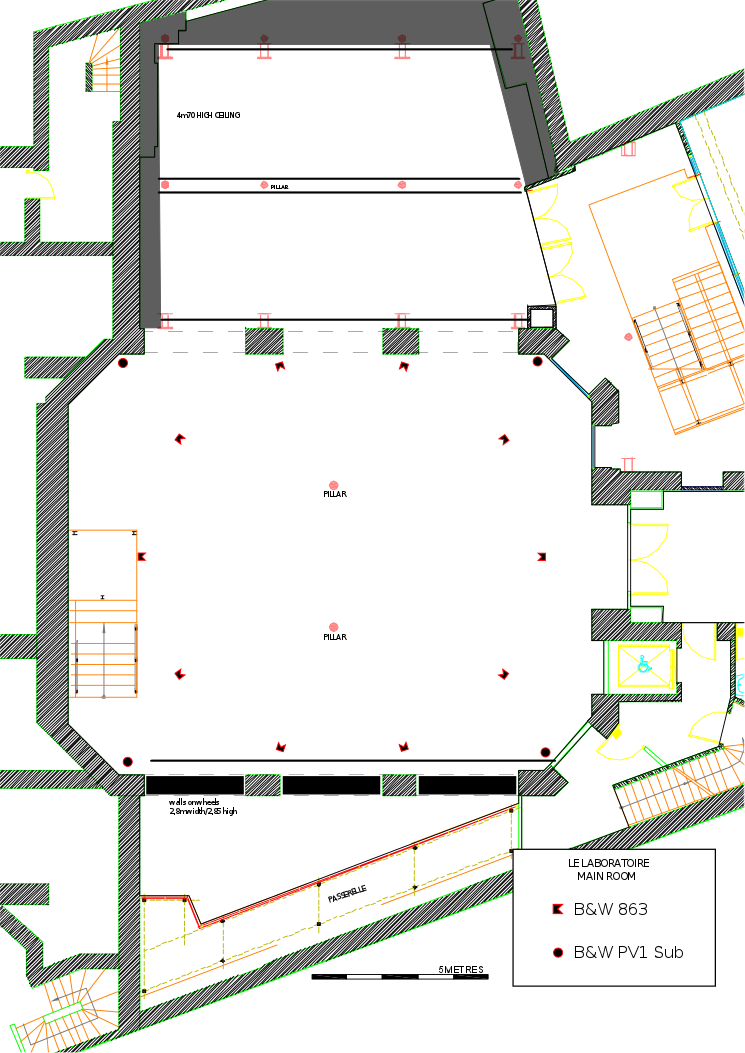 4m70 HIGH CEILING
PILLAR
PILLAR
PILLAR
walls on wheels
2,8m width/2,85 high
PASSERELLE
LE LABORATOIRE
MAIN ROOM
B&W 863
B&W PV1 Sub
5 METRES